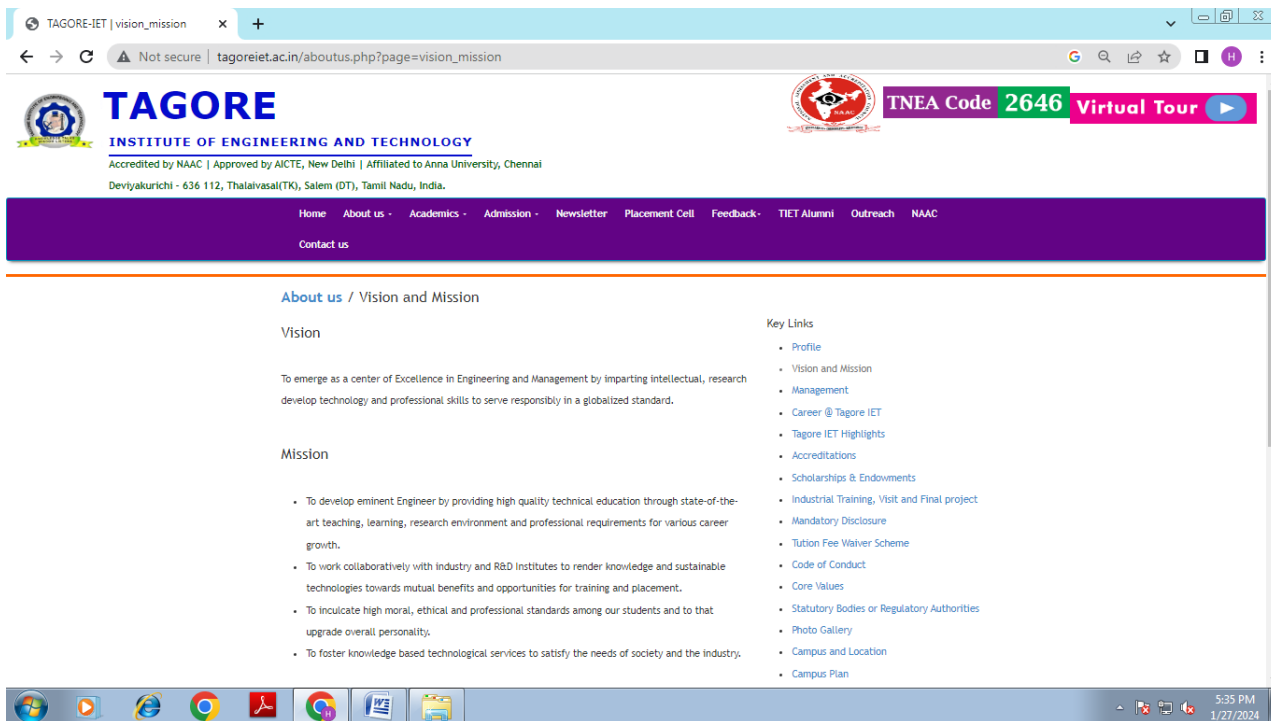 TAGORE-IET | vision_mission
Not secure | tagoreiet.ac.in/aboutus.php?page=vision_mission
H
TAGORE
INSTITUTE OF ENGINEERING AND TECHNOLOGY
Accredited by NAAC | Approved by AICTE, New Delhi | Affiliated to Anna University, Chennai
Deviyakurichi - 636 112, Thalaivasal(TK), Salem (DT), Tamil Nadu, India.
NAAC
TNEA Code 2646 Virtual Tour
Home About us - Academics - Admission - Newsletter Placement Cell Feedback- TIET Alumni Outreach NAAC
Contact us
About us / Vision and Mission
Vision
To emerge as a center of Excellence in Engineering and Management by imparting intellectual, research
develop technology and professional skills to serve responsibly in a globalized standard.
Mission
• To develop eminent Engineer by providing high quality technical education through state-of-the-
art teaching, learning, research environment and professional requirements for various career
growth.
• To work collaboratively with industry and R&D Institutes to render knowledge and sustainable
technologies towards mutual benefits and opportunities for training and placement.
• To inculcate high moral, ethical and professional standards among our students and to that
upgrade overall personality.
• To foster knowledge based technological services to satisfy the needs of society and the industry.
Key Links
• Profile
• Vision and Mission
• Management
• Career @ Tagore IET
• Tagore IET Highlights
• Accreditations
• Scholarships & Endowments
• Industrial Training, Visit and Final project
• Mandatory Disclosure
• Tution Fee Waiver Scheme
• Code of Conduct
• Core Values
• Statutory Bodies or Regulatory Authorities
• Photo Gallery
• Campus and Location
• Campus Plan
5:35 PM
1/27/2024